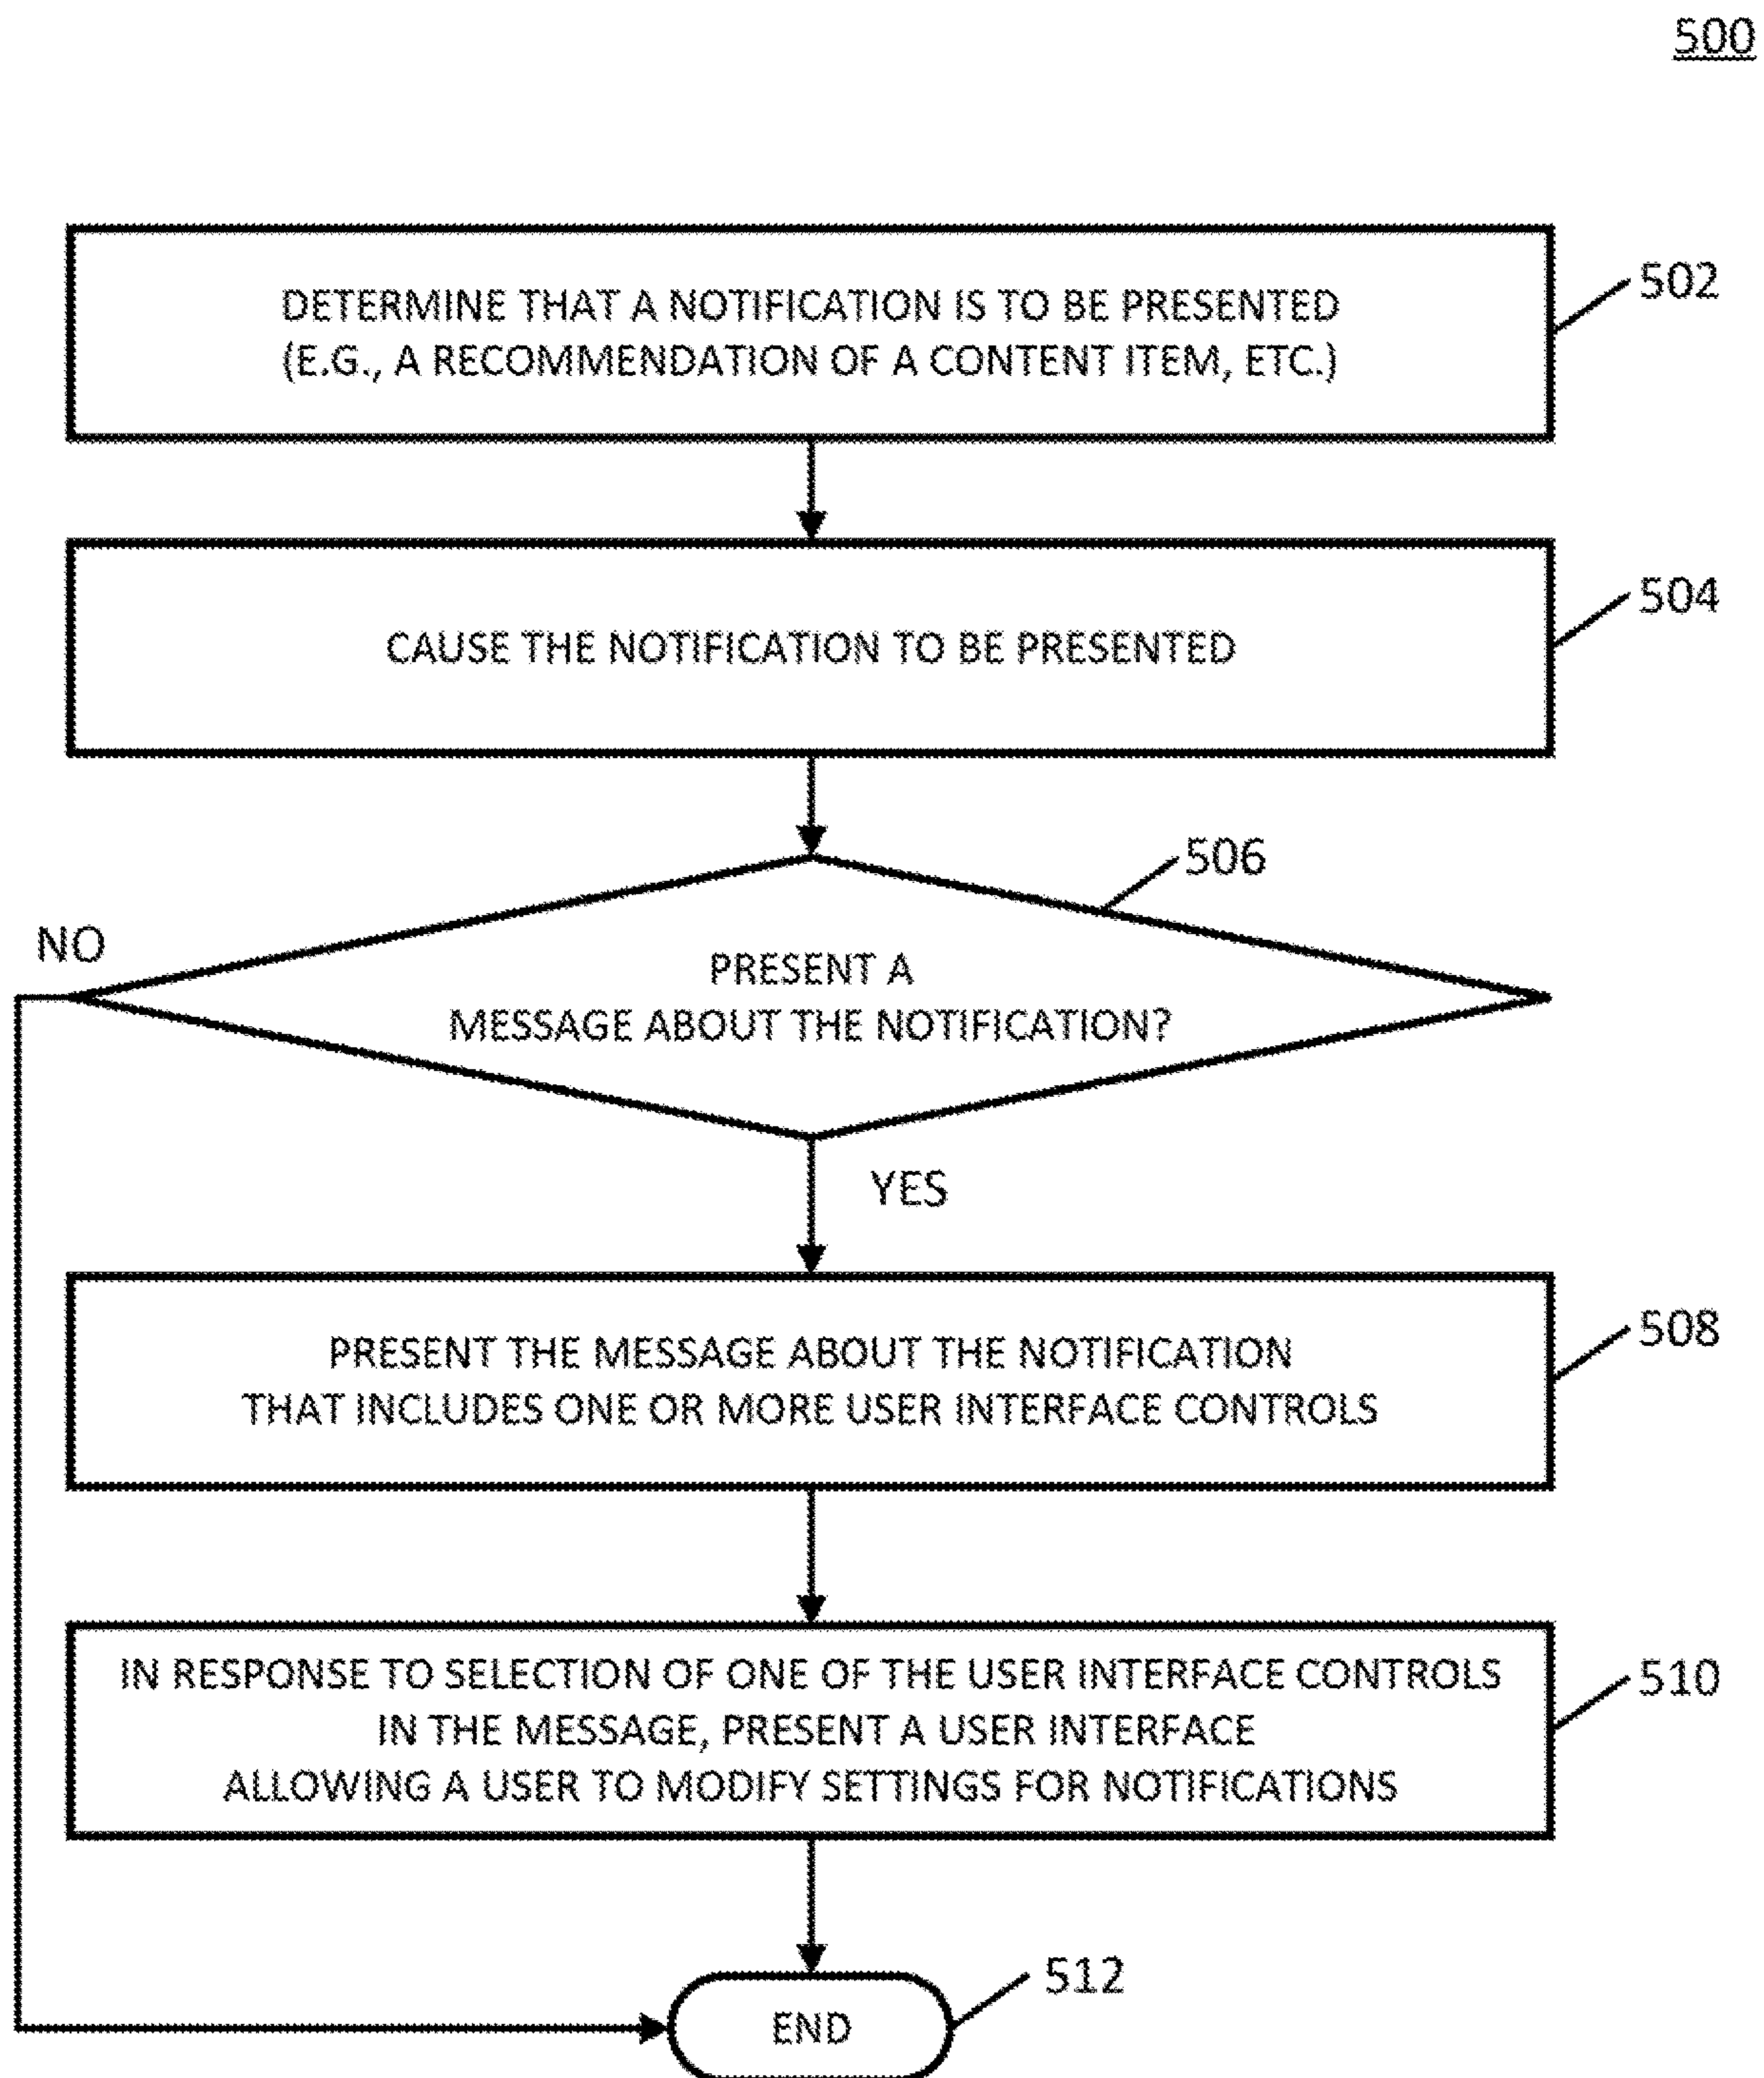 500
DETERMINE THAT A NOTIFICATION IS TO BE PRESENTED
(E.G., A RECOMMENDATION OF A CONTENT ITEM, ETC.)
502
CAUSE THE NOTIFICATION TO BE PRESENTED
504
506
NO
PRESENT A
MESSAGE ABOUT THE NOTIFICATION?
YES
PRESENT THE MESSAGE ABOUT THE NOTIFICATION
THAT INCLUDES ONE OR MORE USER INTERFACE CONTROLS
508
IN RESPONSE TO SELECTION OF ONE OF THE USER INTERFACE CONTROLS
IN THE MESSAGE, PRESENT A USER INTERFACE
ALLOWING A USER TO MODIFY SETTINGS FOR NOTIFICATIONS
510
END
512